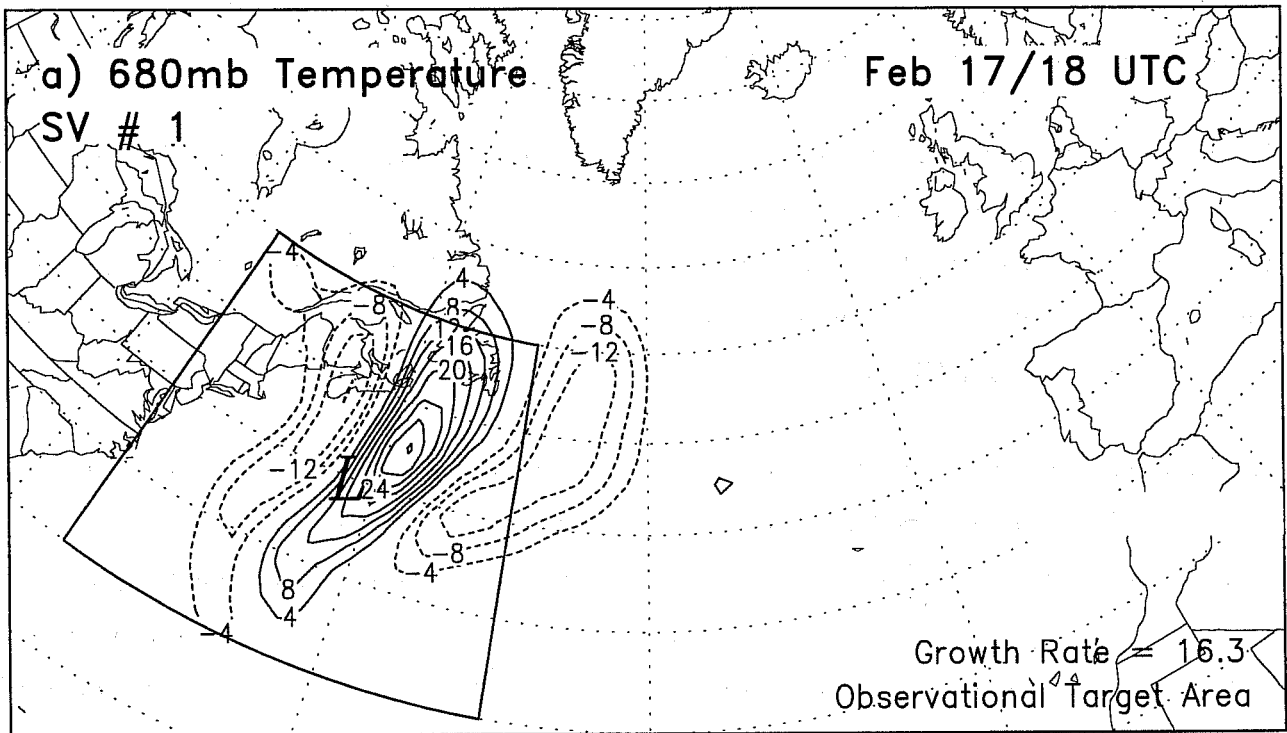 a) 680mb Temperature
Feb 17/18 UTC
SV # 1
-4
4
-4
-8
8
-8
-12
16
-12
20
-12
L
24
8
-8
-4
4
-4
Growth Rate = 16.3
Observational Target Area